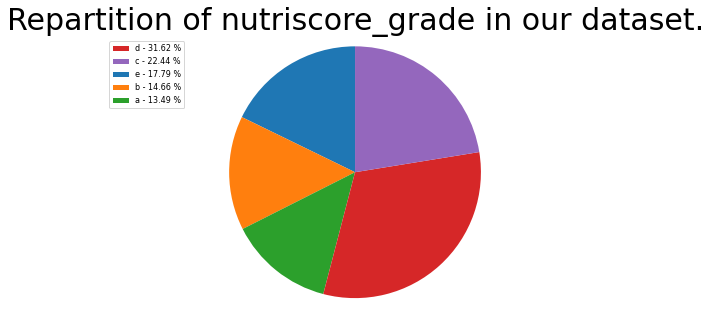 Repartition of nutriscore_grade in our dataset.
d - 31.62 %
c - 22.44 %
e - 17.79 %
b - 14.66 %
a - 13.49 %